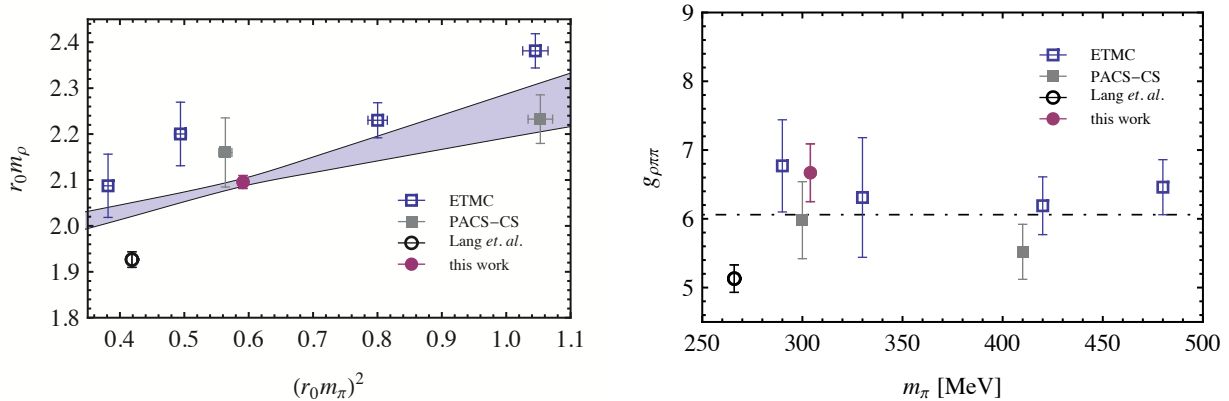 2.4
2.3
2.2
2.1
2.0
1.9
1.8
r₀mρ
0.4 0.5 0.6 0.7 0.8 0.9 1.0 1.1
(r₀mπ)²
ETMC
PACS−CS
Lang et. al.
this work
9
8
7
6
5
gρππ
250 300 350 400 450 500
mπ [MeV]
ETMC
PACS−CS
Lang et. al.
this work